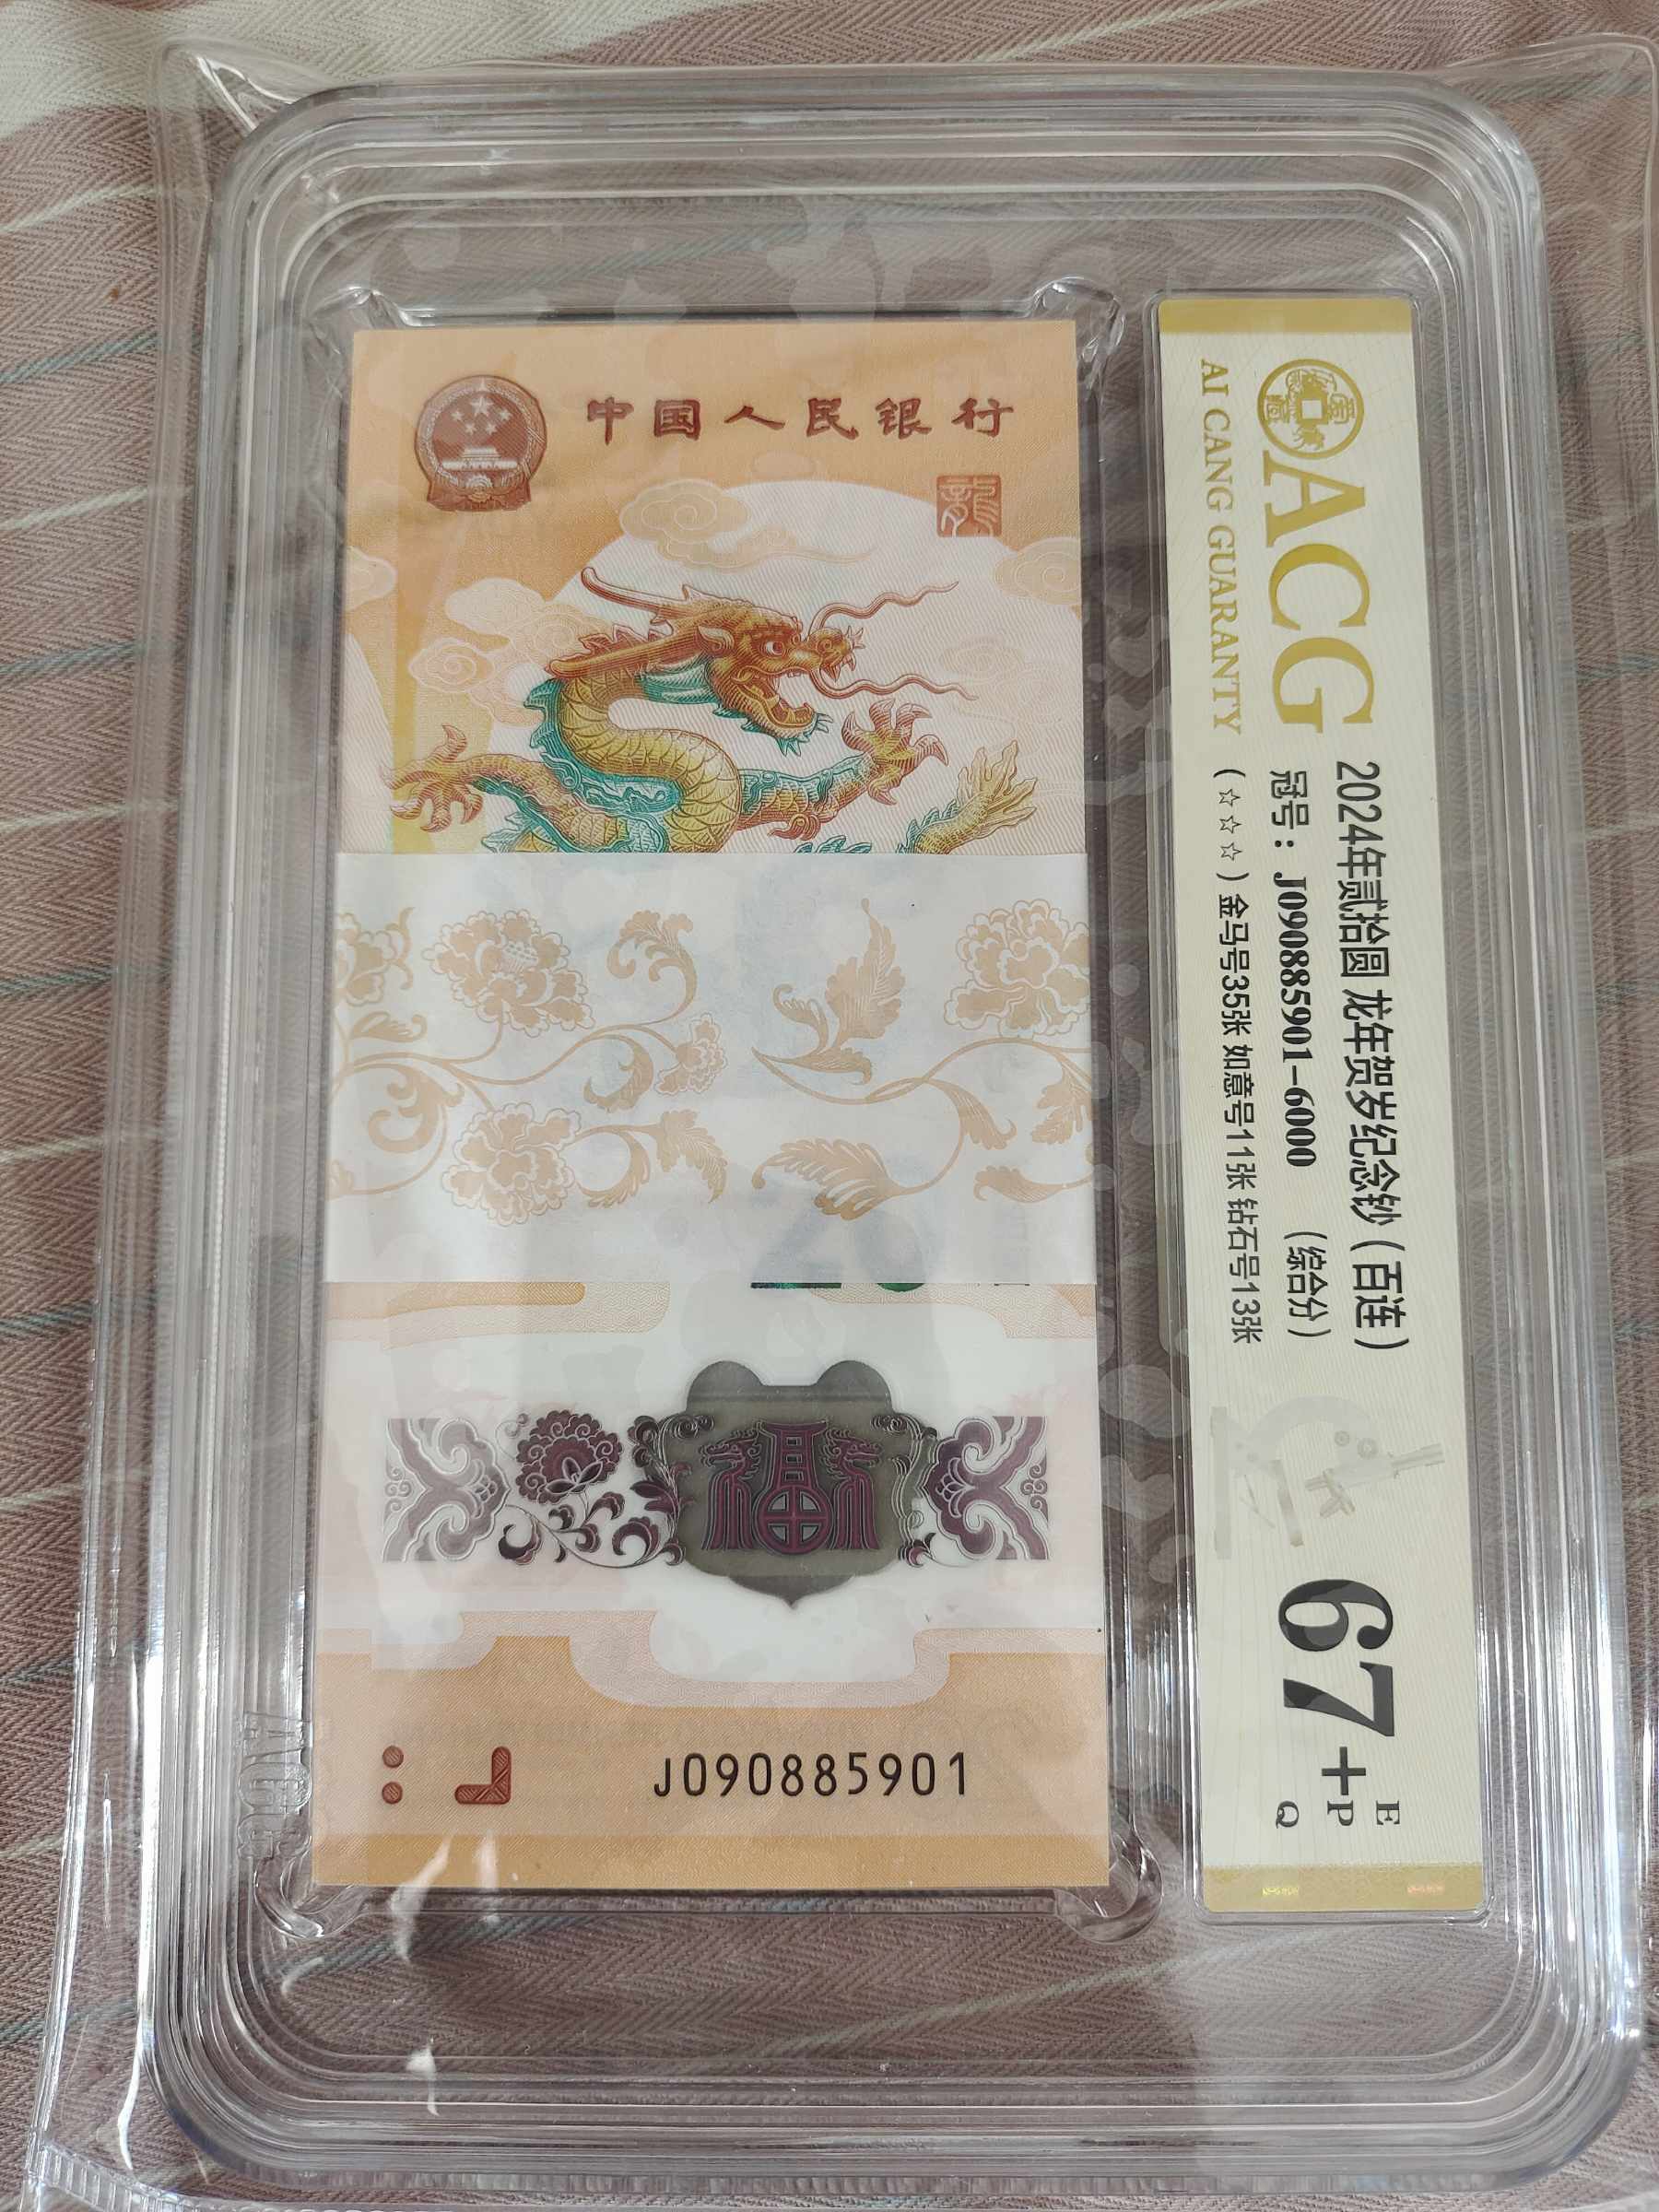 中国人民银行
龍
20
J090885901
ACG
AI CANG GUARANTY
2024年贰拾圆 龙年贺岁纪念钞（百连）
冠号：J090885901-6000 （综合分）
（☆☆☆）金马号35张 如意号11张 钻石号13张
67+
E
P
Q
ACG